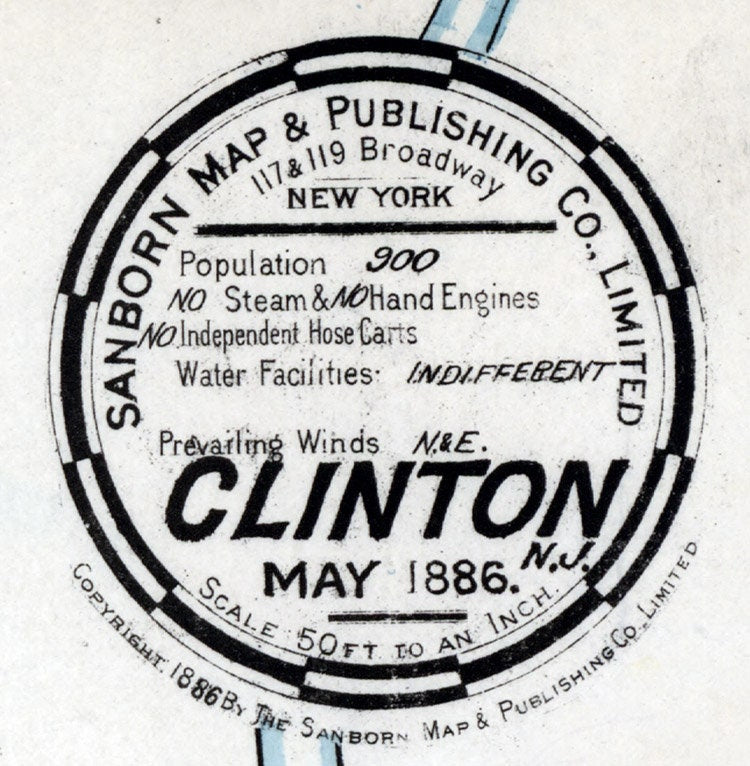 SANBORN MAP & PUBLISHING CO., LIMITED
117 & 119 Broadway
NEW YORK
Population 900
NO Steam & NO Hand Engines
NO Independent Hose Carts
Water Facilities: INDIFFERENT
Prevailing Winds N.&E.
CLINTON
N.J.
MAY 1886.
SCALE 50 FT TO AN INCH.
COPYRIGHT 1886 BY THE SANBORN MAP & PUBLISHING CO. LIMITED